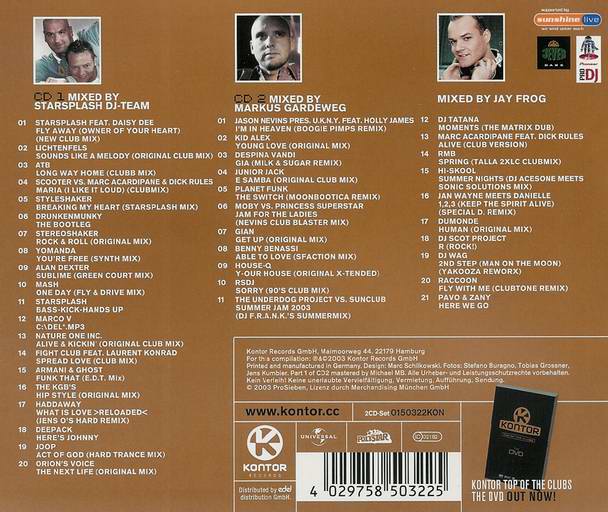 CD 1 MIXED BY
STARSPLASH DJ-TEAM
01 STARSPLASH FEAT. DAISY DEE
FLY AWAY (OWNER OF YOUR HEART)
(NEW CLUB MIX)
02 LICHTENFELS
SOUNDS LIKE A MELODY (ORIGINAL CLUB MIX)
03 ATB
LONG WAY HOME (CLUBB MIX)
04 SCOOTER VS. MARC ACARDIPANE & DICK RULES
MARIA (I LIKE IT LOUD) (CLUBMIX)
05 STYLESHAKER
BREAKING MY HEART (STARSPLASH MIX)
06 DRUNKENMUNKY
THE BOOTLEG
07 STEREOSHAKER
ROCK & ROLL (ORIGINAL MIX)
08 YOMANDA
YOU'RE FREE (SYNTH MIX)
09 ALAN DEXTER
SUBLIME (GREEN COURT MIX)
10 MASH
ONE DAY (FLY & DRIVE MIX)
11 STARSPLASH
BASS-KICK-HANDS UP
12 MARCO V
C:\DEL*.MP3
13 NATURE ONE INC.
ALIVE & KICKIN' (ORIGINAL CLUB MIX)
14 FIGHT CLUB FEAT. LAURENT KONRAD
SPREAD LOVE (CLUB MIX)
15 ARMANI & GHOST
FUNK THAT (E.D.T. Mix)
16 THE KGB'S
HIP STYLE (ORIGINAL MIX)
17 HADDAWAY
WHAT IS LOVE >RELOADED<
(JENS O'S HARD REMIX)
18 DEEPACK
HERE'S JOHNNY
19 JOOP
ACT OF GOD (HARD TRANCE MIX)
20 ORION'S VOICE
THE NEXT LIFE (ORIGINAL MIX)
CD 2 MIXED BY
MARKUS GARDEWEG
01 JASON NEVINS PRES. U.K.N.Y. FEAT. HOLLY JAMES
I'M IN HEAVEN (BOOGIE PIMPS REMIX)
02 KID ALEX
YOUNG LOVE (ORIGINAL MIX)
03 DESPINA VANDI
GIA (MILK & SUGAR REMIX)
04 JUNIOR JACK
E SAMBA (ORIGINAL CLUB MIX)
05 PLANET FUNK
THE SWITCH (MOONBOOTICA REMIX)
06 MOBY VS. PRINCESS SUPERSTAR
JAM FOR THE LADIES
(NEVINS CLUB BLASTER MIX)
07 GIAN
GET UP (ORIGINAL MIX)
08 BENNY BENASSI
ABLE TO LOVE (SFACTION MIX)
09 HOUSE-Q
Y-OUR HOUSE (ORIGINAL X-TENDED)
10 RSDJ
SORRY (90'S CLUB MIX)
11 THE UNDERDOG PROJECT VS. SUNCLUB
SUMMER JAM 2003
(DJ F.R.A.N.K.'S SUMMERMIX)
supported by
sunshine live
JEVER
DARK
PRO DJ
Pioneer
MIXED BY JAY FROG
12 DJ TATANA
MOMENTS (THE MATRIX DUB)
13 MARC ACARDIPANE FEAT. DICK RULES
ALIVE (CLUB VERSION)
14 RMB
SPRING (TALLA 2XLC CLUBMIX)
15 HI-SKOOL
SUMMER NIGHTS (DJ ACESONE MEETS
SONIC SOLUTIONS MIX)
16 JAN WAYNE MEETS DANIELLE
1,2,3 (KEEP THE SPIRIT ALIVE)
(SPECIAL D. REMIX)
17 DUMONDE
HUMAN (ORIGINAL MIX)
18 DJ SCOT PROJECT
R (ROCK!)
19 DJ WAG
2ND STEP (MAN ON THE MOON)
(YAKOOZA REWORX)
20 RACCOON
FLY WITH ME (CLUBTONE REMIX)
21 PAVO & ZANY
HERE WE GO
Kontor Records GmbH, Maimoorweg 44, 22179 Hamburg
For this compilation: ℗&©2003 Kontor Records GmbH
Printed and manufactured in Germany. Design: Marc Schilkowski. Fotos: Stefano Buragno, Tobias Grossner,
Jens Kumbier. Part 1 of CD2 mastered by Michael MB. Alle Urheber- und Leistungsschutzrechte vorbehalten.
Kein Verleih! Keine unerlaubte Vervielfältigung, Vermietung, Aufführung, Sendung.
© 2003 ProSieben, Lizenz durch Merchandising München GmbH
www.kontor.cc
2CD-Set 0150322KON
KONTOR
RECORDS
UNIVERSAL
LC 02182
Distributed by edel
distribution GmbH.
4 029758 503225
KONTOR
DVD
KONTOR TOP OF THE CLUBS
THE DVD OUT NOW!